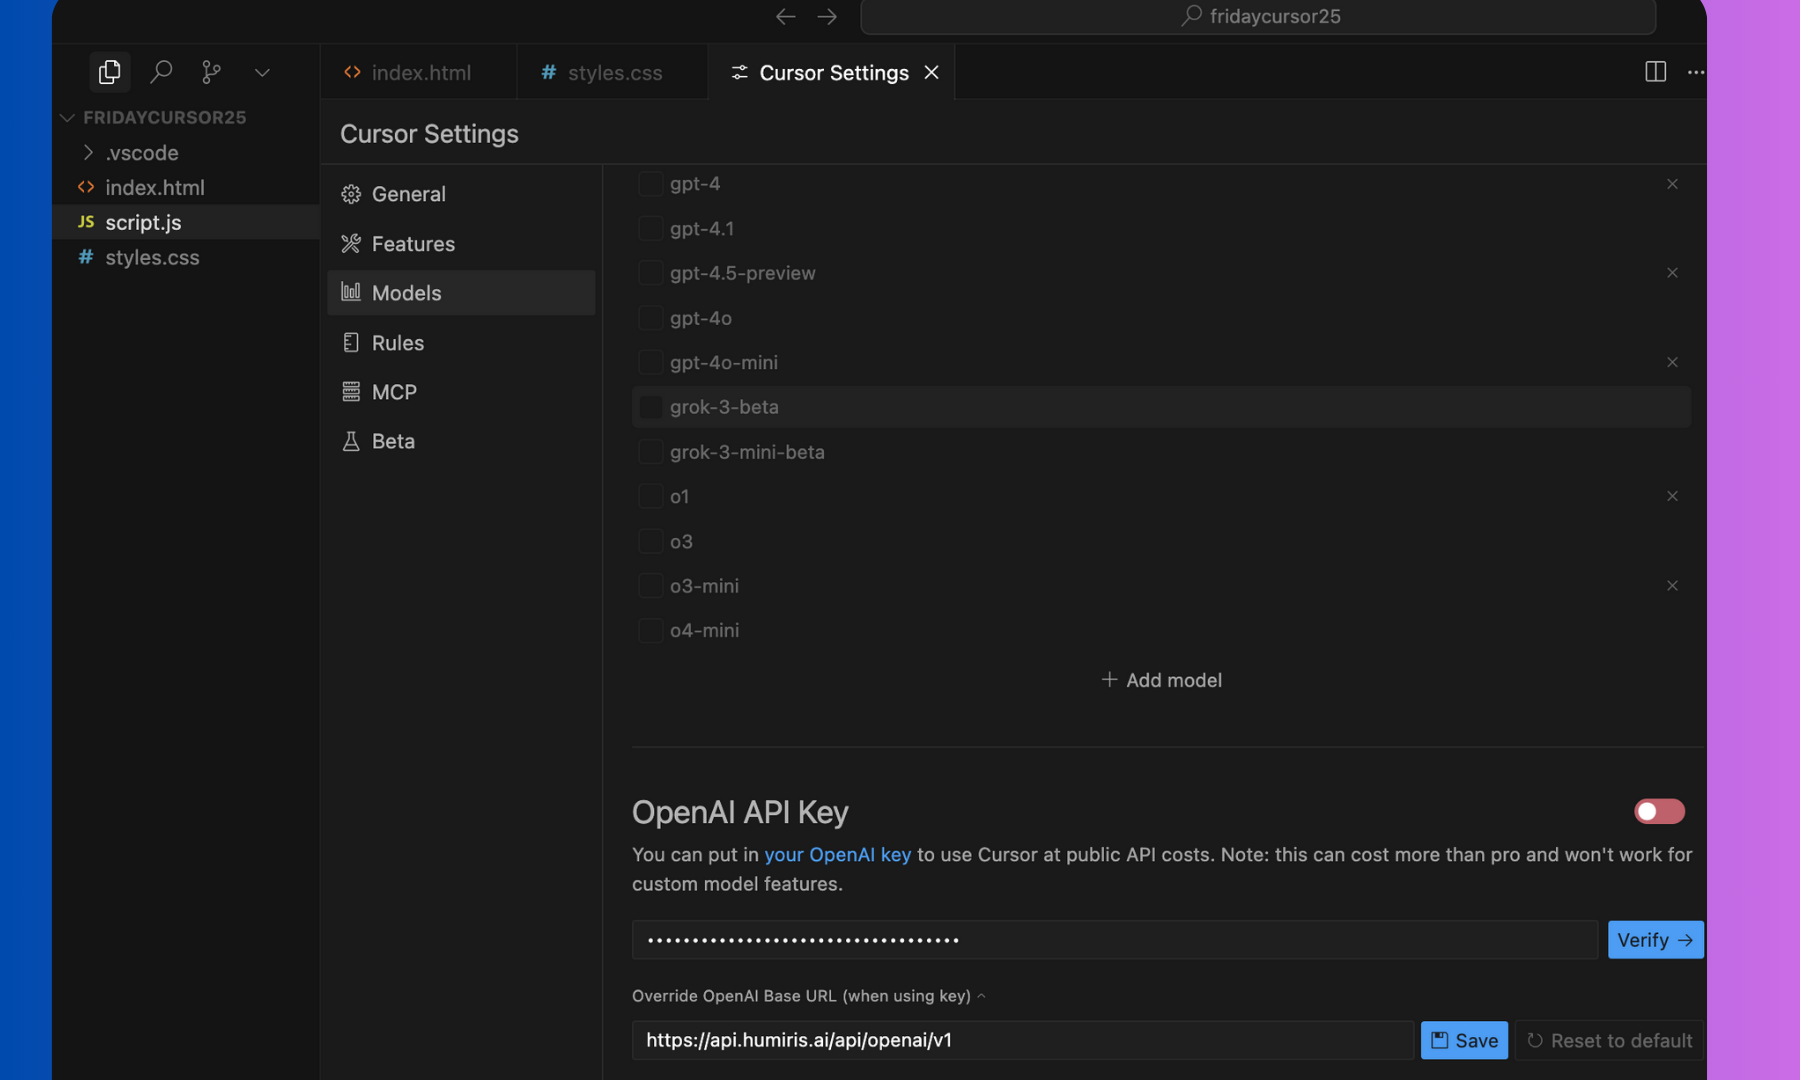 fridaycursor25
index.html
styles.css
Cursor Settings
FRIDAYCURSOR25
.vscode
index.html
JS script.js
# styles.css
Cursor Settings
General
Features
Models
Rules
MCP
Beta
gpt-4
gpt-4.1
gpt-4.5-preview
gpt-4o
gpt-4o-mini
grok-3-beta
grok-3-mini-beta
o1
o3
o3-mini
o4-mini
+ Add model
OpenAI API Key
You can put in your OpenAI key to use Cursor at public API costs. Note: this can cost more than pro and won't work for
custom model features.
•••••••••••••••••••••••••••••••••••
Verify →
Override OpenAI Base URL (when using key)
https://api.humiris.ai/api/openai/v1
Save
Reset to default